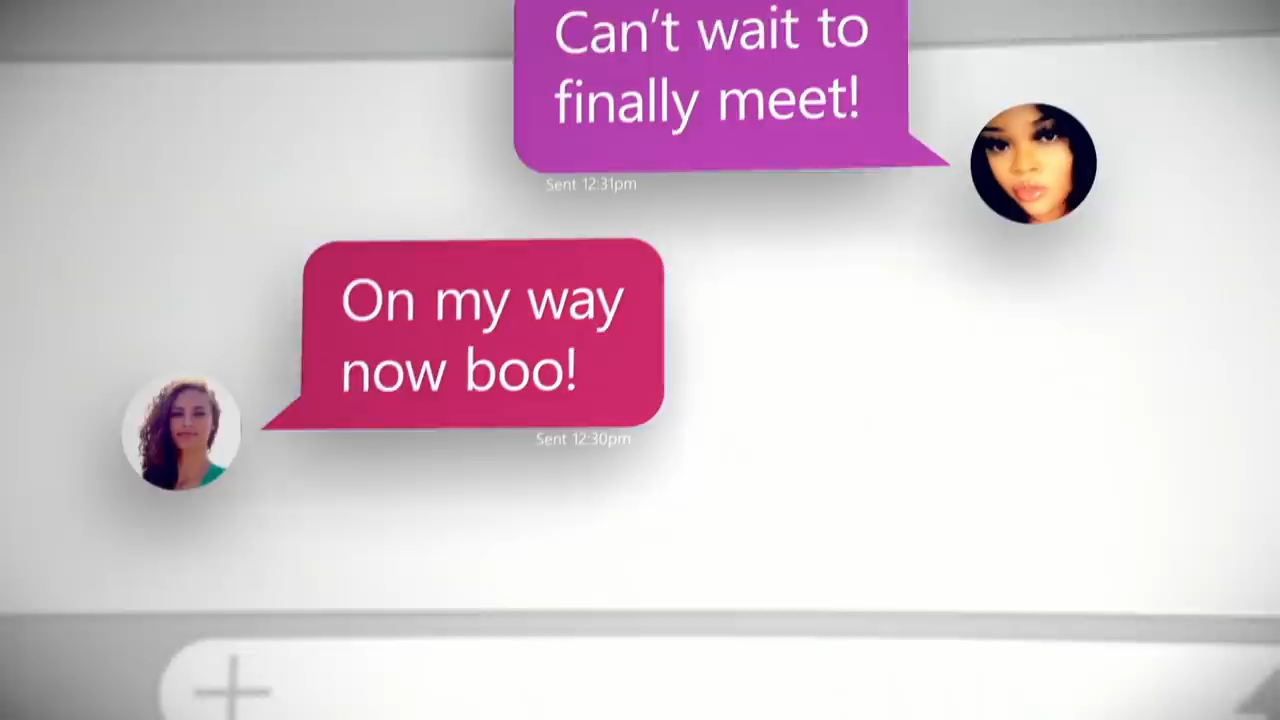 Can't wait to
finally meet!
Sent 12:31pm
On my way
now boo!
Sent 12:30pm